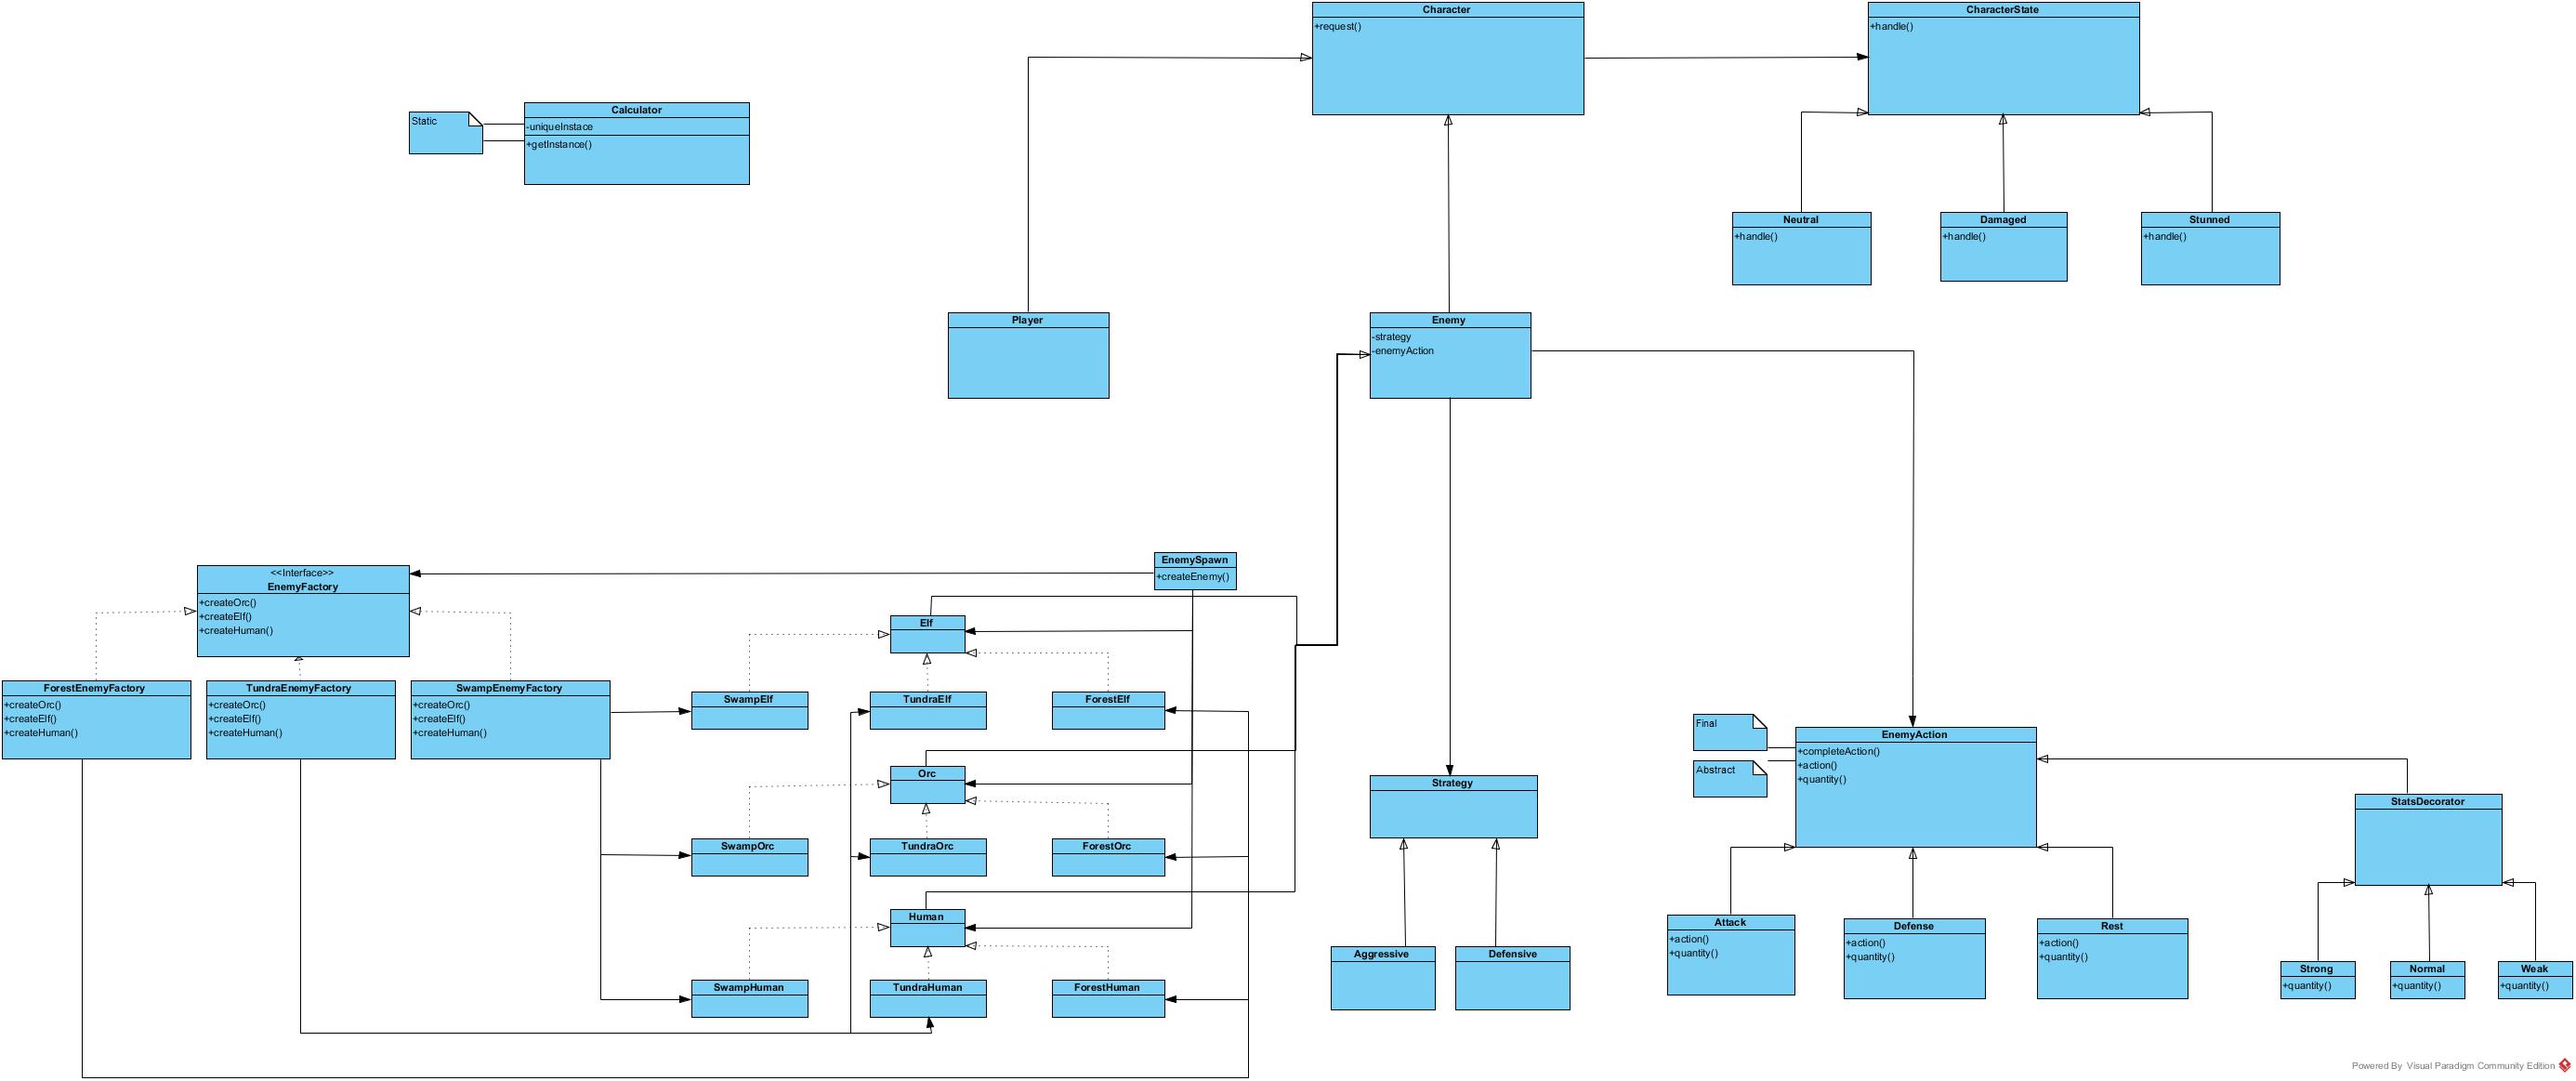 Character
+request()
CharacterState
+handle()
Static
Calculator
-uniqueInstace
+getInstance()
Neutral
+handle()
Damaged
+handle()
Stunned
+handle()
Player
Enemy
-strategy
-enemyAction
<<Interface>>
EnemyFactory
+createOrc()
+createElf()
+createHuman()
EnemySpawn
+createEnemy()
ForestEnemyFactory
+createOrc()
+createElf()
+createHuman()
TundraEnemyFactory
+createOrc()
+createElf()
+createHuman()
SwampEnemyFactory
+createOrc()
+createElf()
+createHuman()
Elf
SwampElf
TundraElf
ForestElf
Orc
SwampOrc
TundraOrc
ForestOrc
Human
SwampHuman
TundraHuman
ForestHuman
Strategy
Aggressive
Defensive
Final
Abstract
EnemyAction
+completeAction()
+action()
+quantity()
Attack
+action()
+quantity()
Defense
+action()
+quantity()
Rest
+action()
+quantity()
StatsDecorator
Strong
+quantity()
Normal
+quantity()
Weak
+quantity()
Powered By Visual Paradigm Community Edition